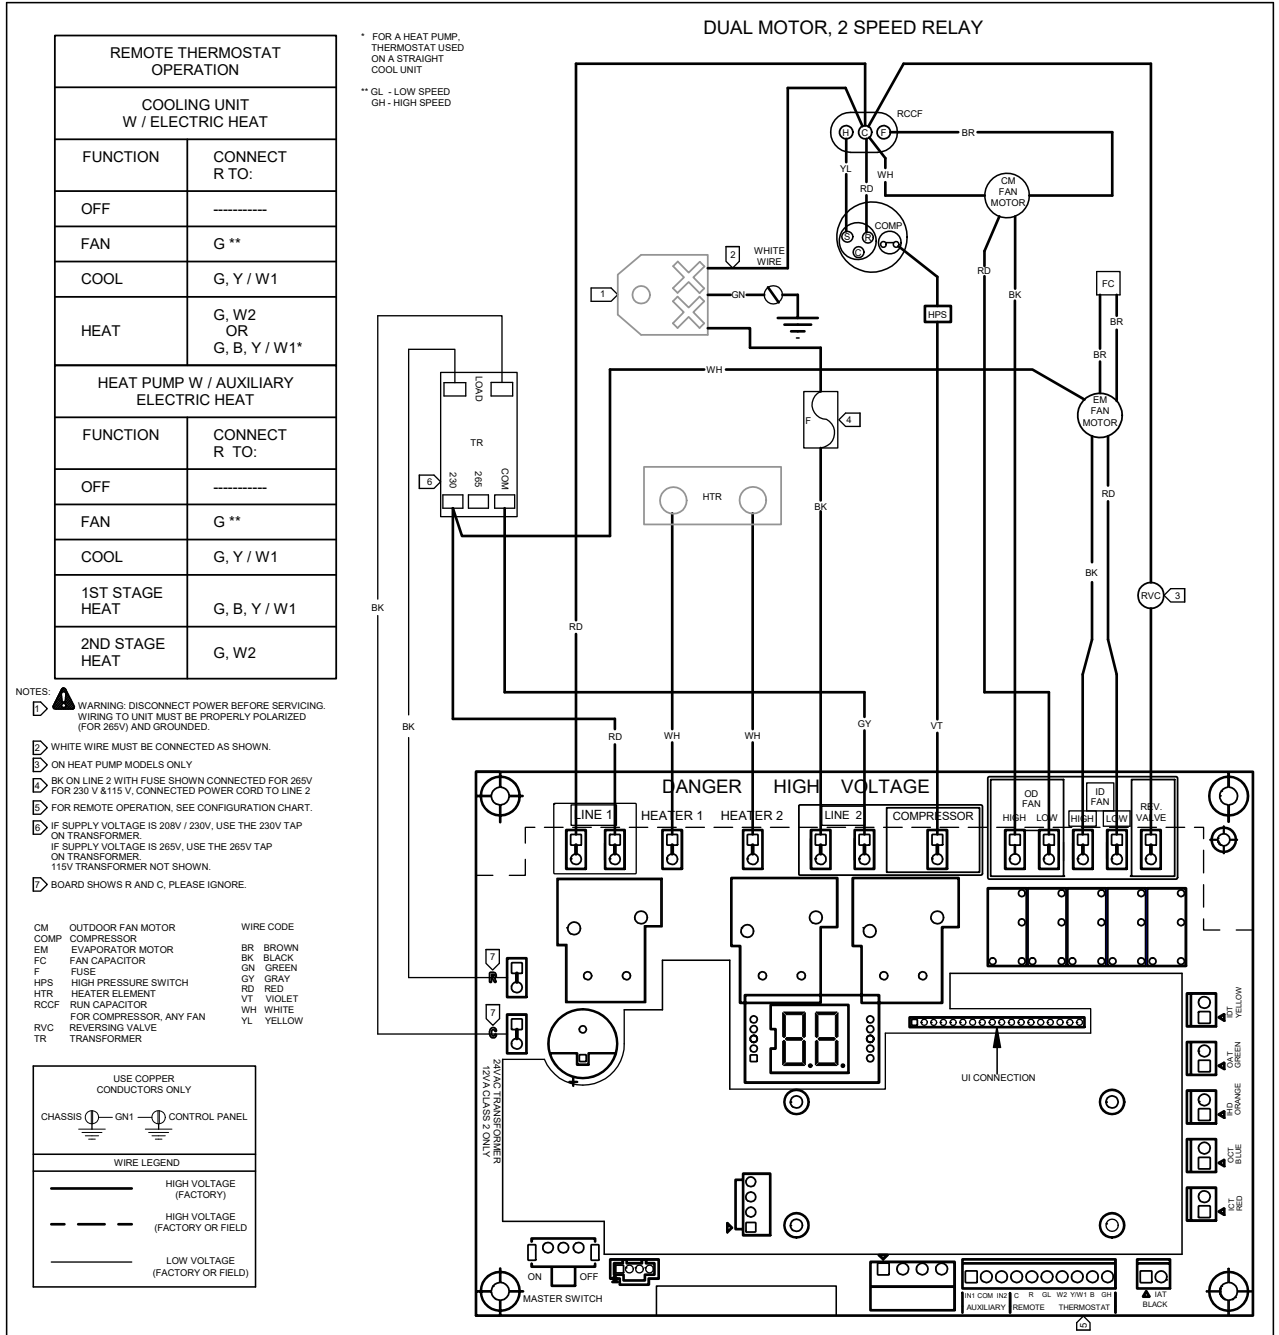 DUAL MOTOR, 2 SPEED RELAY
REMOTE THERMOSTAT
OPERATION
COOLING UNIT
W / ELECTRIC HEAT
FUNCTION
CONNECT
R TO:
OFF
-----------
FAN
G **
COOL
G, Y / W1
HEAT
G, W2
OR
G, B, Y / W1*
HEAT PUMP W / AUXILIARY
ELECTRIC HEAT
FUNCTION
CONNECT
R TO:
OFF
-----------
FAN
G **
COOL
G, Y / W1
1ST STAGE
HEAT
G, B, Y / W1
2ND STAGE
HEAT
G, W2
* FOR A HEAT PUMP,
THERMOSTAT USED
ON A STRAIGHT
COOL UNIT
** GL - LOW SPEED
GH - HIGH SPEED
NOTES:
1 WARNING: DISCONNECT POWER BEFORE SERVICING.
WIRING TO UNIT MUST BE PROPERLY POLARIZED
(FOR 265V) AND GROUNDED.
2 WHITE WIRE MUST BE CONNECTED AS SHOWN.
3 ON HEAT PUMP MODELS ONLY
4 BK ON LINE 2 WITH FUSE SHOWN CONNECTED FOR 265V
FOR 230 V &115 V, CONNECTED POWER CORD TO LINE 2
5 FOR REMOTE OPERATION, SEE CONFIGURATION CHART.
6 IF SUPPLY VOLTAGE IS 208V / 230V, USE THE 230V TAP
ON TRANSFORMER.
IF SUPPLY VOLTAGE IS 265V, USE THE 265V TAP
ON TRANSFORMER.
115V TRANSFORMER NOT SHOWN.
7 BOARD SHOWS R AND C, PLEASE IGNORE.
CM OUTDOOR FAN MOTOR
COMP COMPRESSOR
EM EVAPORATOR MOTOR
FC FAN CAPACITOR
F FUSE
HPS HIGH PRESSURE SWITCH
HTR HEATER ELEMENT
RCCF RUN CAPACITOR
FOR COMPRESSOR, ANY FAN
RVC REVERSING VALVE
TR TRANSFORMER
WIRE CODE
BR BROWN
BK BLACK
GN GREEN
GY GRAY
RD RED
VT VIOLET
WH WHITE
YL YELLOW
USE COPPER
CONDUCTORS ONLY
CHASSIS
GN1
CONTROL PANEL
WIRE LEGEND
HIGH VOLTAGE
(FACTORY)
HIGH VOLTAGE
(FACTORY OR FIELD
LOW VOLTAGE
(FACTORY OR FIELD)
RCCF
H
C
F
BR
YL
RD
WH
CM
FAN
MOTOR
S
R
C
COMP
2
WHITE
WIRE
1
GN
HPS
RD
BK
FC
BR
BR
WH
EM
FAN
MOTOR
LOAD
TR
230
265
COM
6
F
4
HTR
BK
RD
BK
RVC
3
BK
BK
RD
RD
WH
WH
GY
VT
DANGER HIGH VOLTAGE
LINE 1
HEATER 1
HEATER 2
LINE 2
COMPRESSOR
OD
FAN
HIGH
LOW
ID
FAN
HIGH
LOW
REV.
VALVE
7
R
7
C
24VAC TRANSFORMER
12VA CLASS 2 ONLY
+
88
UI CONNECTION
IDT
YELLOW
OAT
GREEN
IHD
ORANGE
OCT
BLUE
ICT
RED
ON
OFF
MASTER SWITCH
IN1 COM IN2 C R GL W2 Y/W1 B GH
AUXILIARY
REMOTE THERMOSTAT
5
IAT
BLACK